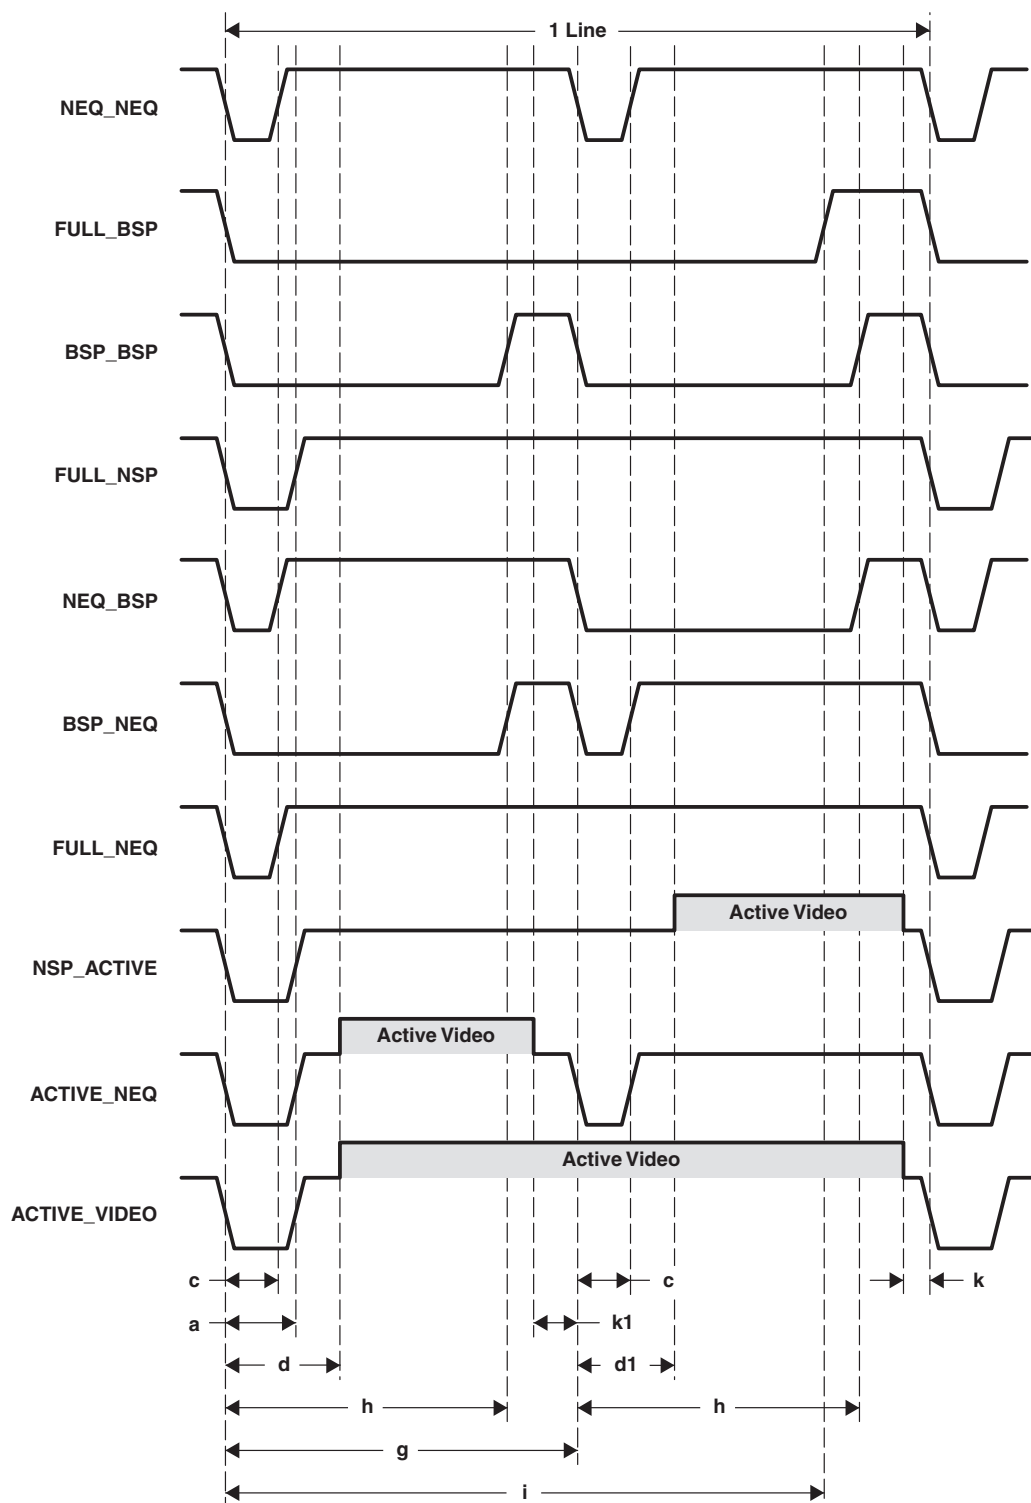 1 Line
NEQ_NEQ
FULL_BSP
BSP_BSP
FULL_NSP
NEQ_BSP
BSP_NEQ
FULL_NEQ
Active Video
NSP_ACTIVE
Active Video
ACTIVE_NEQ
Active Video
ACTIVE_VIDEO
c c k
a k1
d d1
h h
g
i